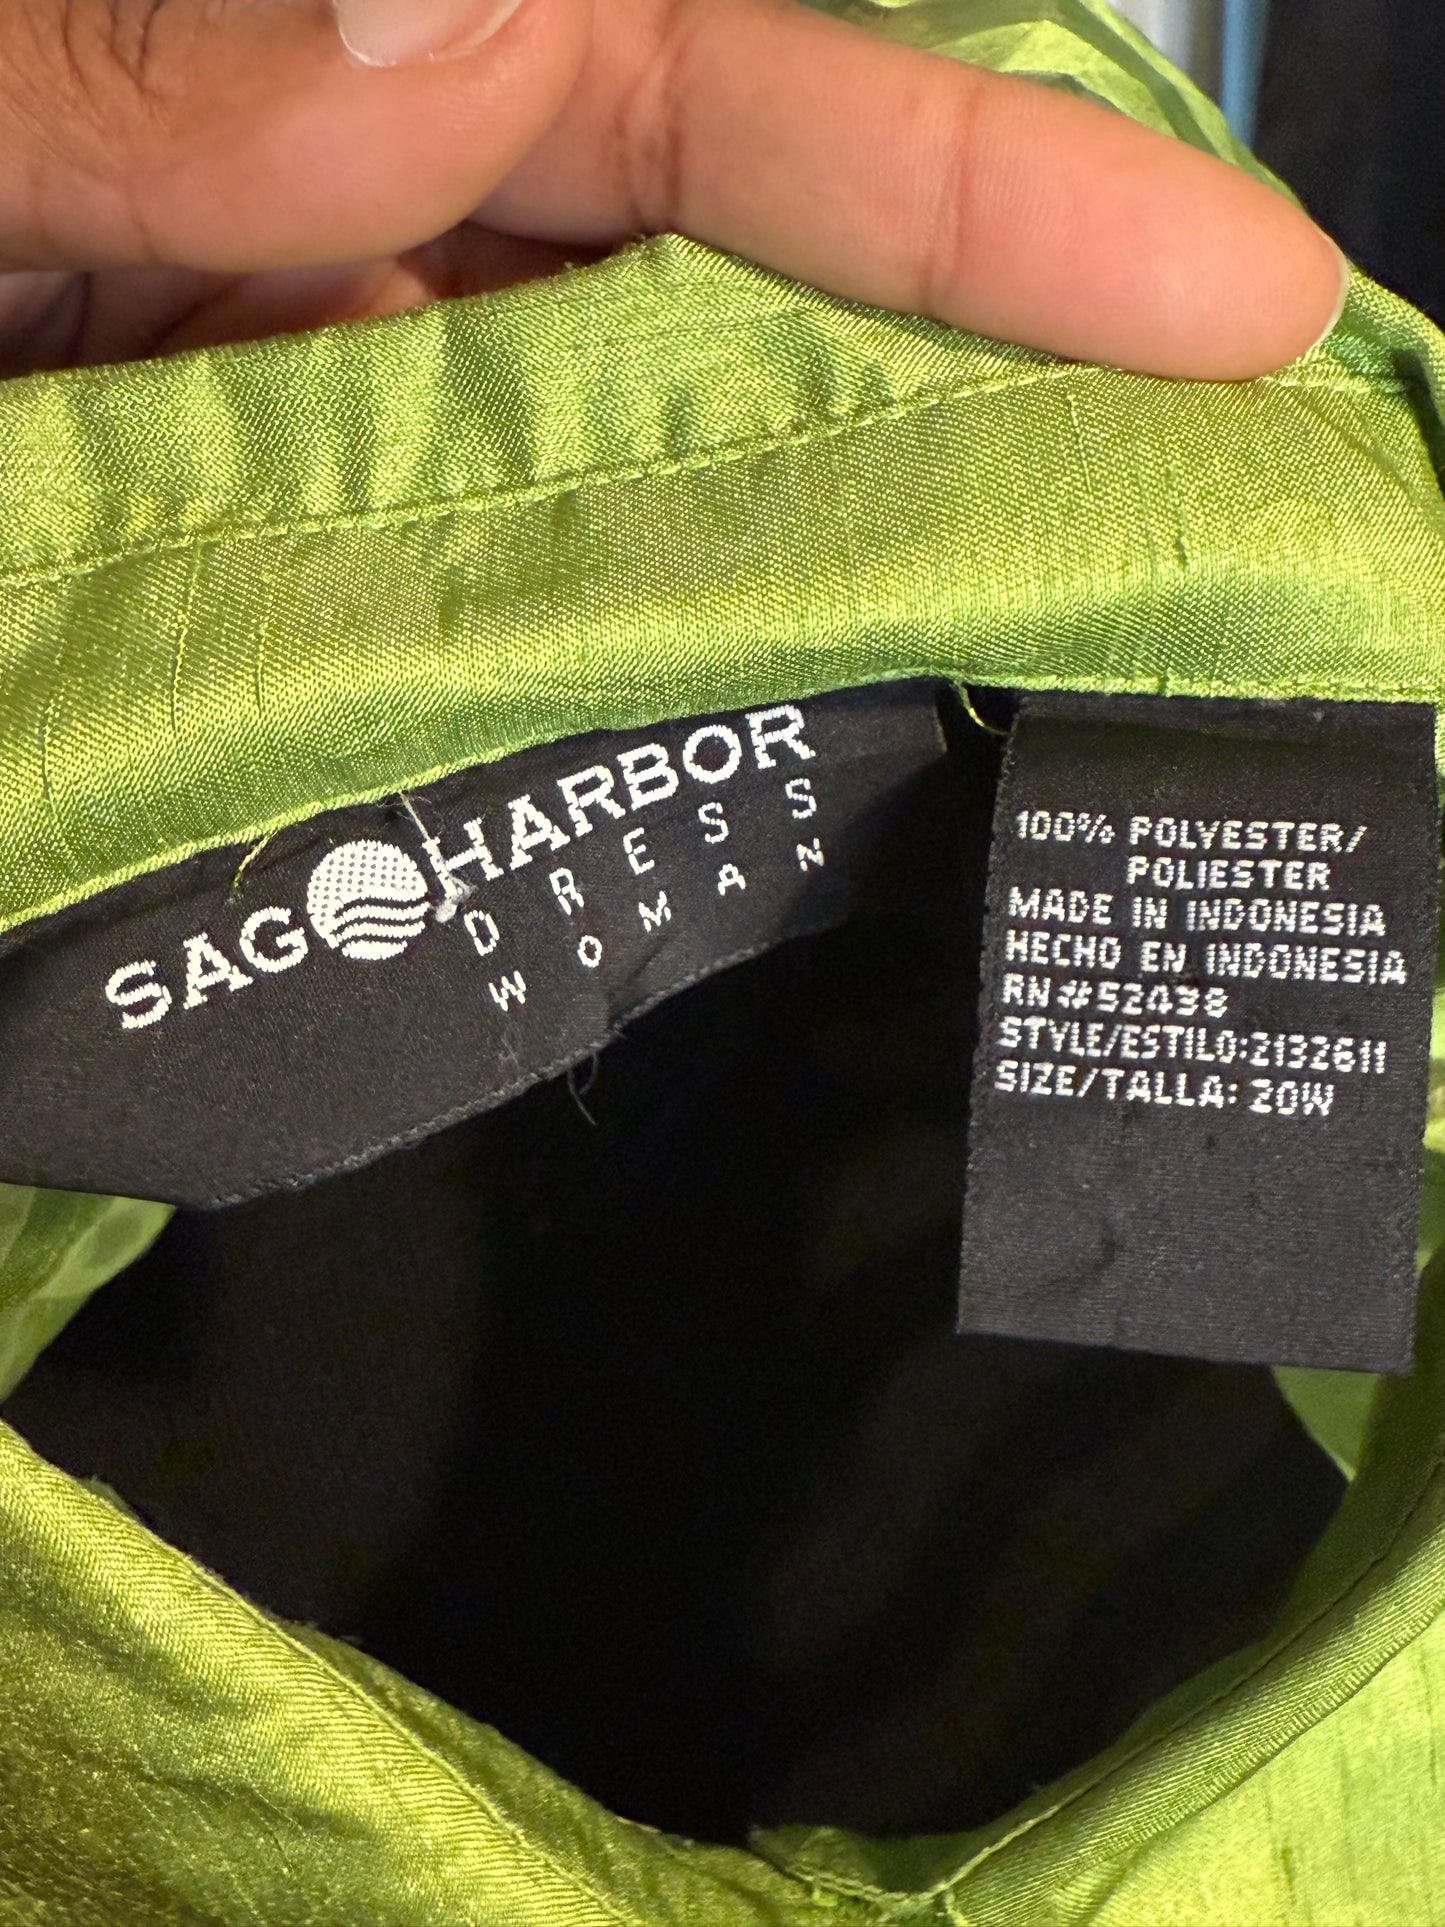 SAG HARBOR
DRESS
WOMAN
100% POLYESTER/
POLIESTER
MADE IN INDONESIA
HECHO EN INDONESIA
RN#52438
STYLE/ESTILO:2132611
SIZE/TALLA: 20W